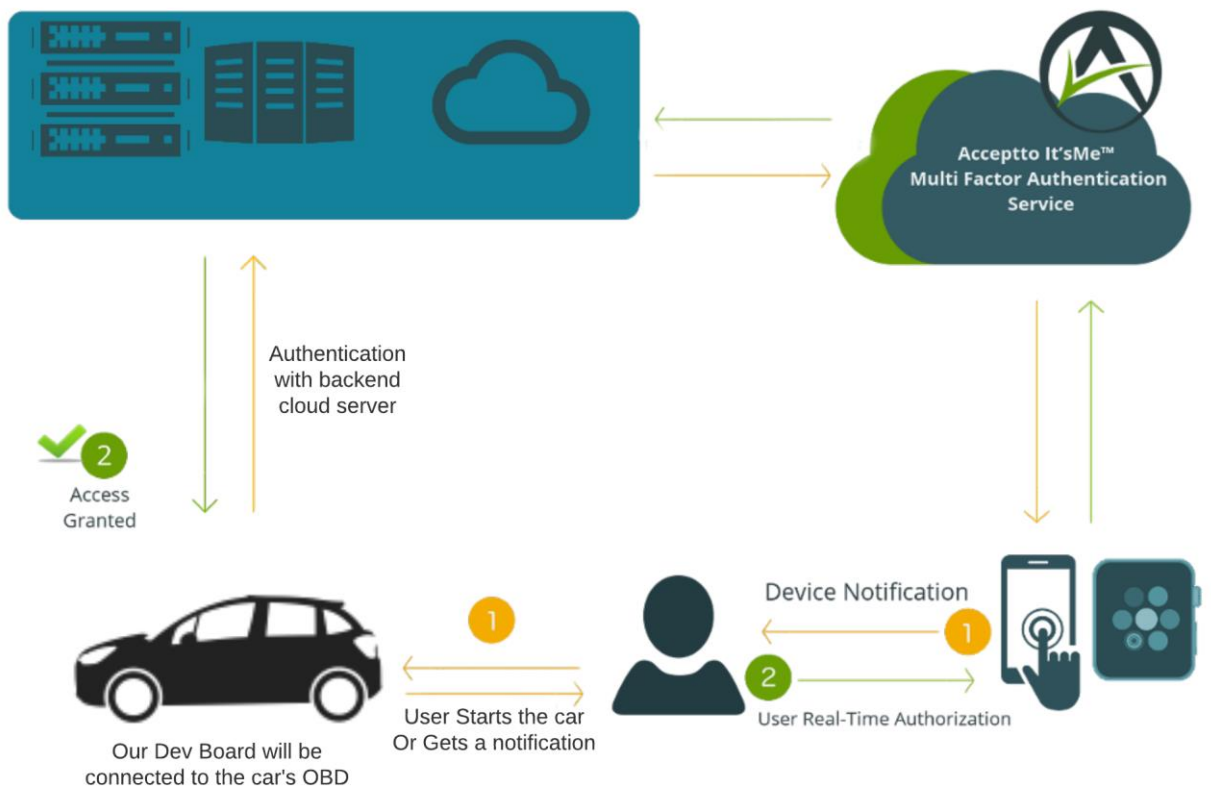 Acceptto It'sMe™
Multi Factor Authentication
Service
Authentication
with backend
cloud server
2
Access
Granted
1
Device Notification
1
2
User Real-Time Authorization
User Starts the car
Or Gets a notification
Our Dev Board will be
connected to the car's OBD